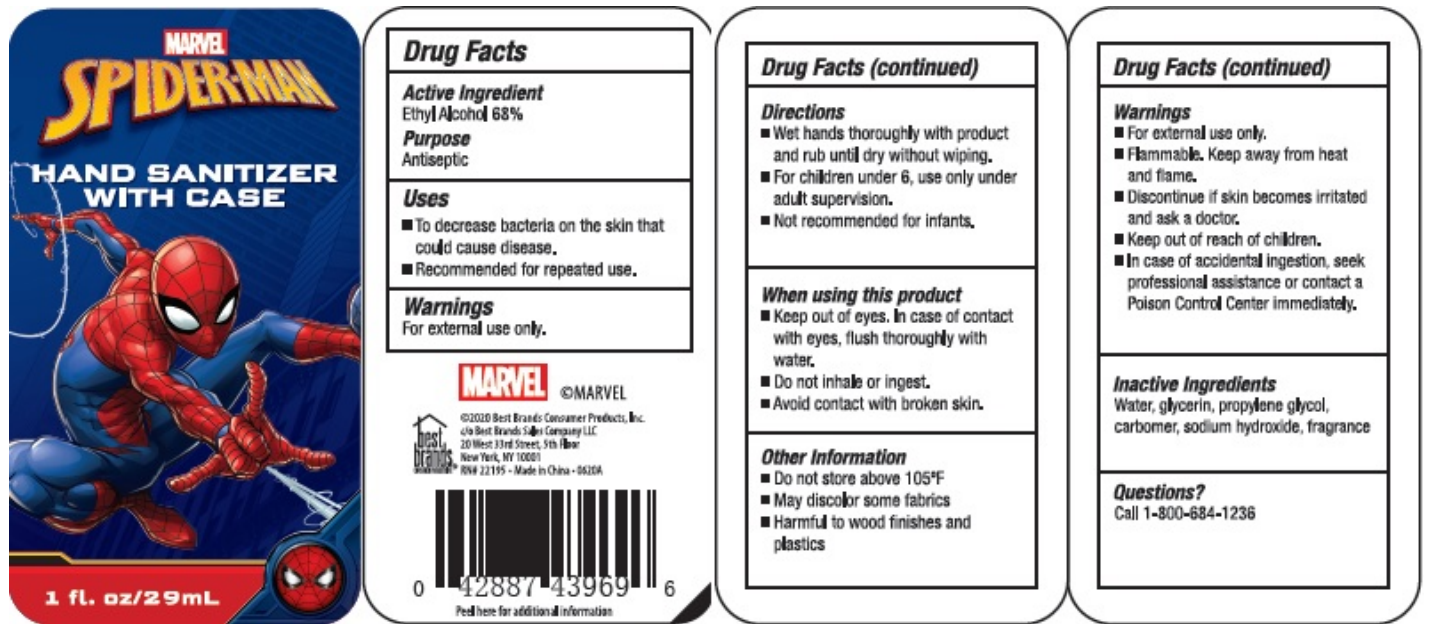 MARVEL
SPIDER-MAN
HAND SANITIZER
WITH CASE
1 fl. oz/29mL
Drug Facts
Active Ingredient
Ethyl Alcohol 68%
Purpose
Antiseptic
Uses
■ To decrease bacteria on the skin that
could cause disease.
■ Recommended for repeated use.
Warnings
For external use only.
MARVEL ©MARVEL
best
brands
©2020 Best Brands Consumer Products, Inc.
c/o Best Brands Sales Company LLC
20 West 33rd Street, 5th Floor
New York, NY 10001
RN# 22195 - Made in China - 0620A
0 42887 43969 6
Peel here for additional information
Drug Facts (continued)
Directions
■ Wet hands thoroughly with product
and rub until dry without wiping.
■ For children under 6, use only under
adult supervision.
■ Not recommended for infants.
When using this product
■ Keep out of eyes. In case of contact
with eyes, flush thoroughly with
water.
■ Do not inhale or ingest.
■ Avoid contact with broken skin.
Other Information
■ Do not store above 105°F
■ May discolor some fabrics
■ Harmful to wood finishes and
plastics
Drug Facts (continued)
Warnings
■ For external use only.
■ Flammable. Keep away from heat
and flame.
■ Discontinue if skin becomes irritated
and ask a doctor.
■ Keep out of reach of children.
■ In case of accidental ingestion, seek
professional assistance or contact a
Poison Control Center immediately.
Inactive Ingredients
Water, glycerin, propylene glycol,
carbomer, sodium hydroxide, fragrance
Questions?
Call 1-800-684-1236